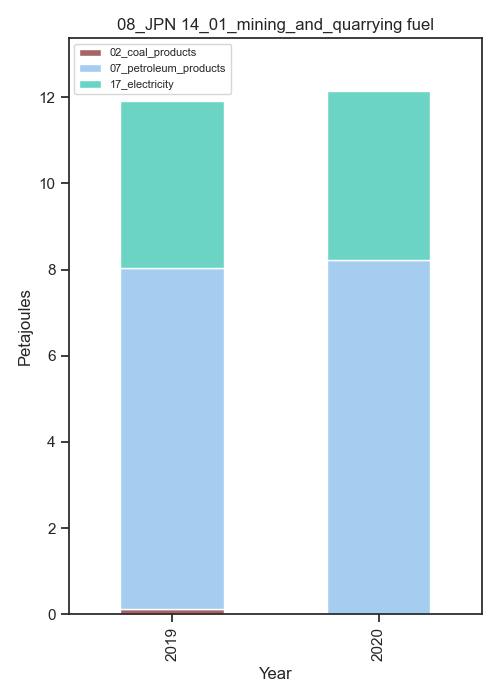 08_JPN 14_01_mining_and_quarrying fuel
02_coal_products
07_petroleum_products
17_electricity
12
10
8
6
4
2
0
Petajoules
2019
2020
Year